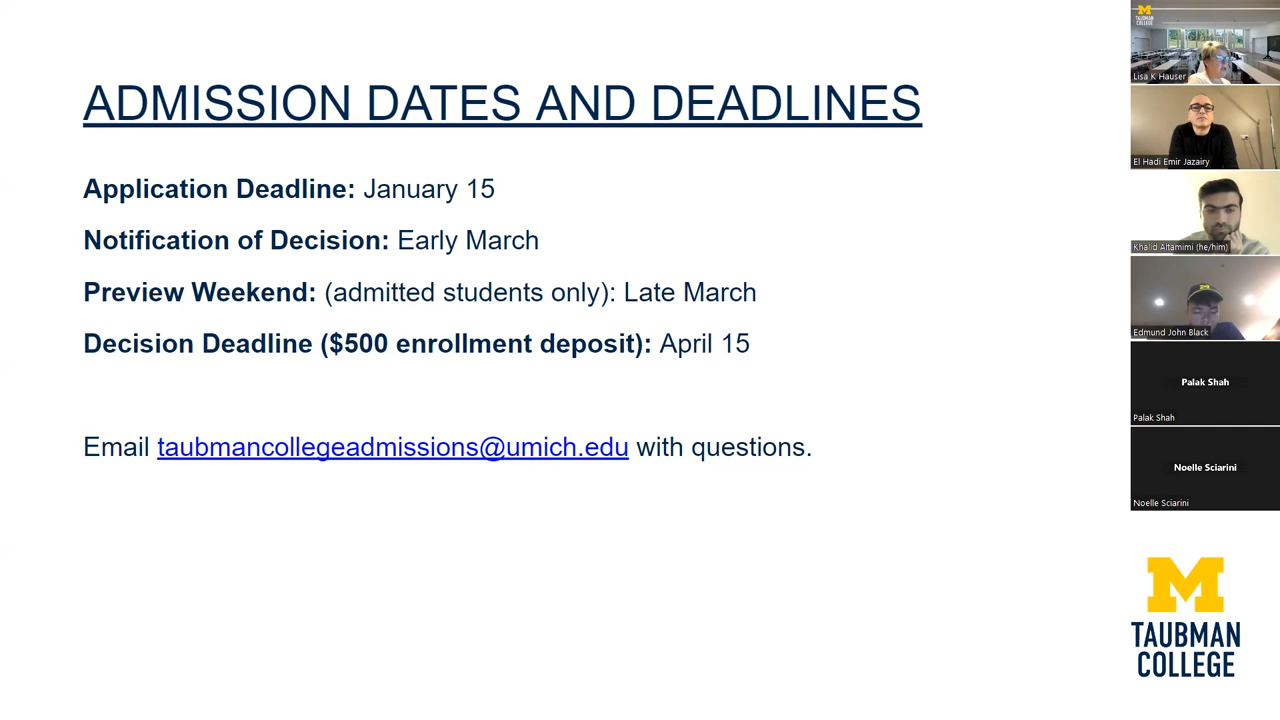 ADMISSION DATES AND DEADLINES
Application Deadline: January 15
Notification of Decision: Early March
Preview Weekend: (admitted students only): Late March
Decision Deadline ($500 enrollment deposit): April 15
Email taubmancollegeadmissions@umich.edu with questions.
M
TAUBMAN
COLLEGE
Lisa K Hauser
El Hadi Emir Jazairy
Khalid Altamimi (he/him)
M
Edmund John Black
Palak Shah
Palak Shah
Noelle Sciarini
Noelle Sciarini
M
TAUBMAN
COLLEGE